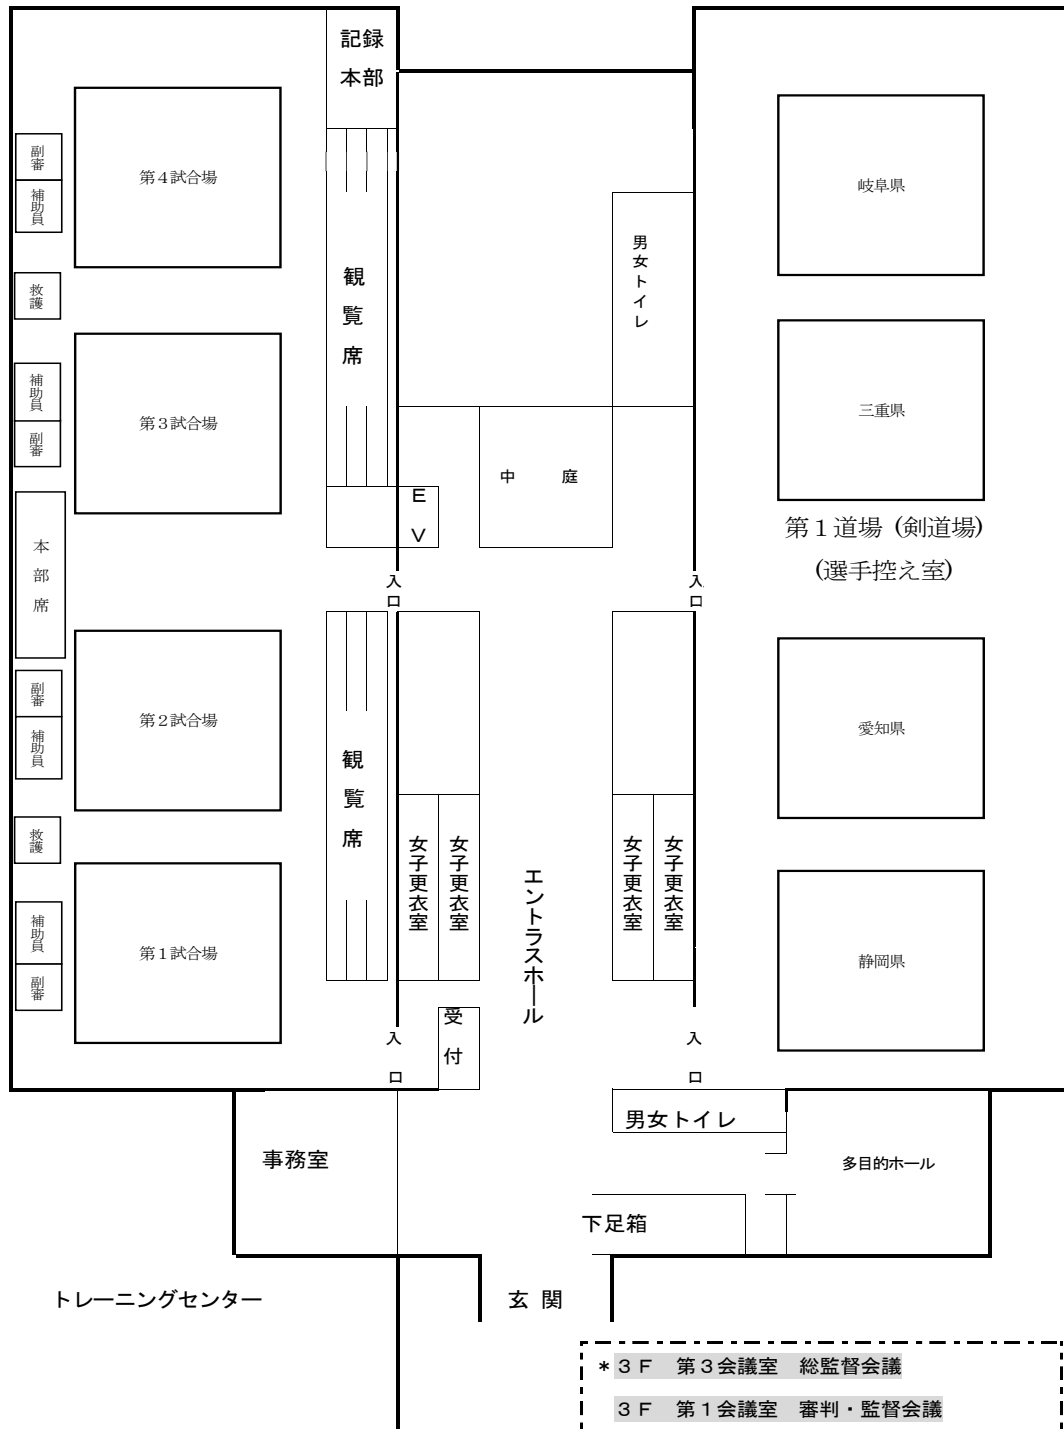 記録
本部
副審
補助員
第４試合場
救護
観覧席
補助員
副審
第３試合場
本部席
副審
補助員
第２試合場
救護
観覧席
補助員
副審
第１試合場
男女トイレ
中　庭
ＥＶ
入口
入口
女子更衣室
女子更衣室
女子更衣室
女子更衣室
エントラスホール
受付
入口
入口
岐阜県
三重県
第１道場 (剣道場)
(選手控え室)
愛知県
静岡県
男女トイレ
事務室
多目的ホール
下足箱
トレーニングセンター
玄 関
*３Ｆ　第３会議室　総監督会議
３Ｆ　第１会議室　審判・監督会議